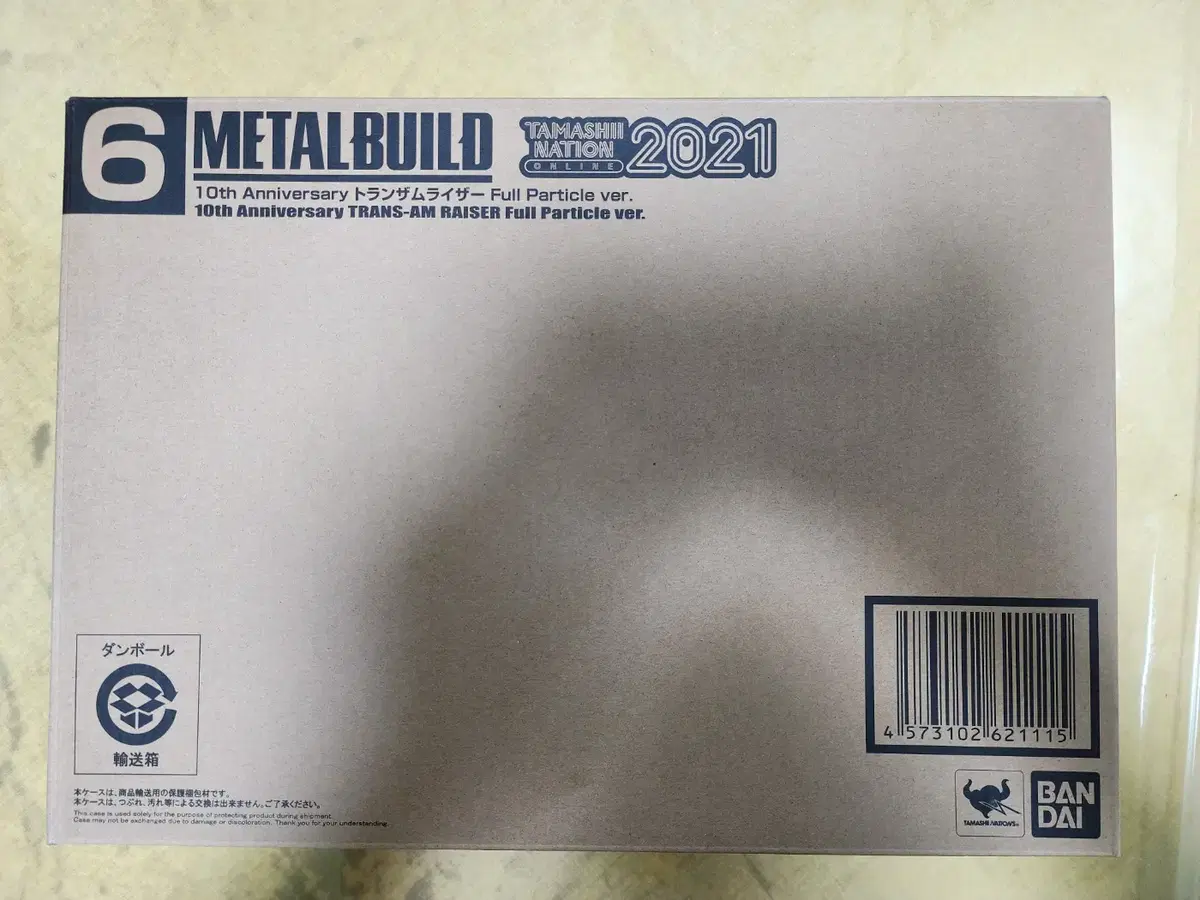 6
METAL BUILD
TAMASHII NATION ONLINE 2021
10th Anniversary トランザムライザー Full Particle ver.
10th Anniversary TRANS-AM RAISER Full Particle ver.
ダンボール
輸送箱
本ケースは、商品輸送用の保護梱包材です。
本ケースは、つぶれ、汚れ等による交換は出来ません。ご了承ください。
This case is used solely for the purpose of protecting product during shipment.
Case may not be exchanged due to damage or discoloration. Thank you for your understanding.
4 573102 621115
TAMASHII NATIONS
BAN
DAI